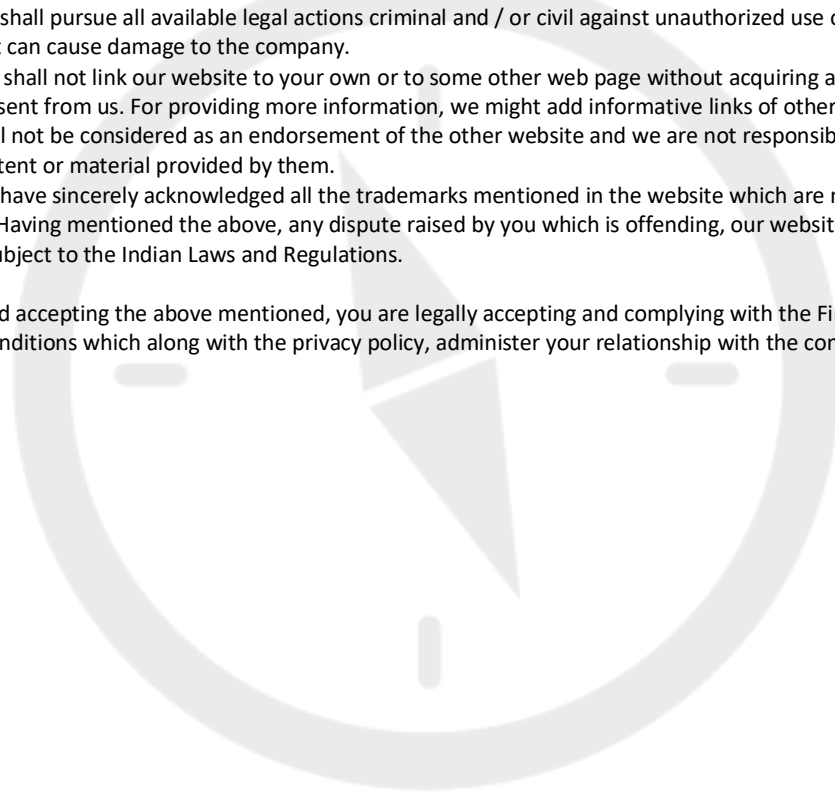 shall pursue all available legal actions criminal and / or civil against unauthorized use
can cause damage to the company.
shall not link our website to your own or to some other web page without acquiring
sent from us. For providing more information, we might add informative links of other
not be considered as an endorsement of the other website and we are not
tent or material provided by them.
have sincerely acknowledged all the trademarks mentioned in the website which are
Having mentioned the above, any dispute raised by you which is offending, our
ubject to the Indian Laws and Regulations.
accepting the above mentioned, you are legally accepting and complying with the
nditions which along with the privacy policy, administer your relationship with the